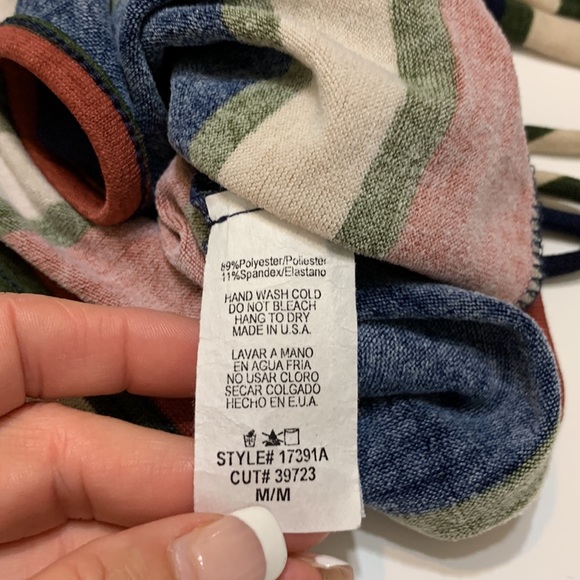 89%Polyester/Poliester
11%Spandex/Elastano
HAND WASH COLD
DO NOT BLEACH
HANG TO DRY
MADE IN U.S.A.
LAVAR A MANO
EN AGUA FRIA
NO USAR CLORO
SECAR COLGADO
HECHO EN E.U.A.
STYLE# 17391A
CUT# 39723
M/M